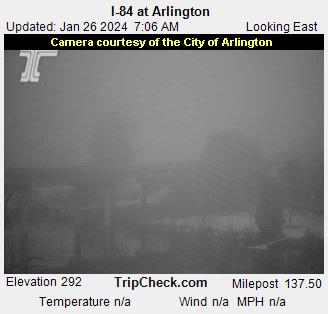 I-84 at Arlington
Updated: Jan 26 2024 7:06 AM Looking East
Camera courtesy of the City of Arlington
Elevation 292 TripCheck.com Milepost 137.50
Temperature n/a Wind n/a MPH n/a